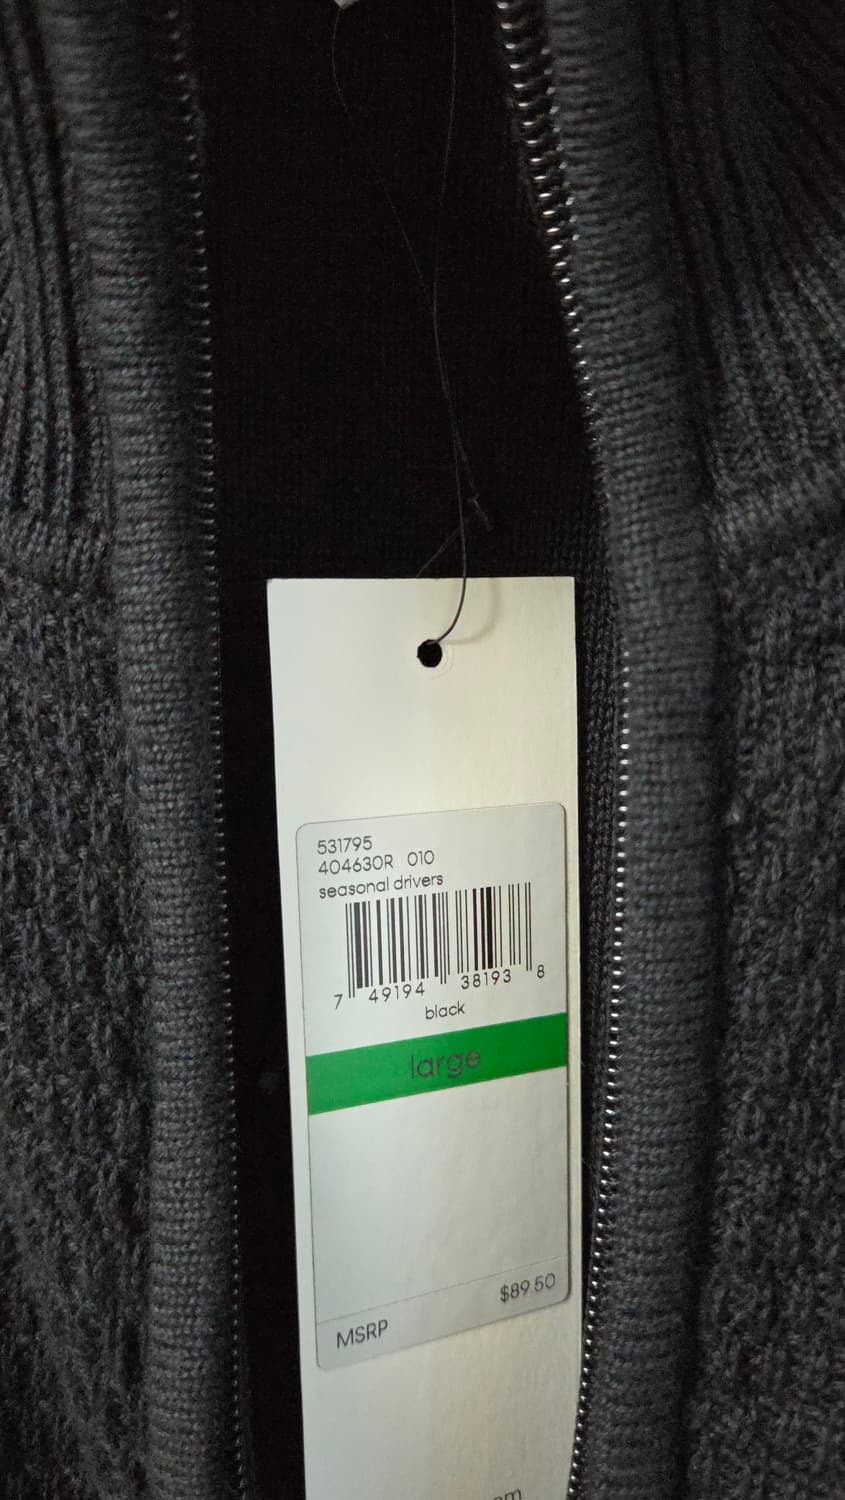 531795
404630R 010
seasonal drivers
7 49194 38193 8
black
large
$89.50
MSRP